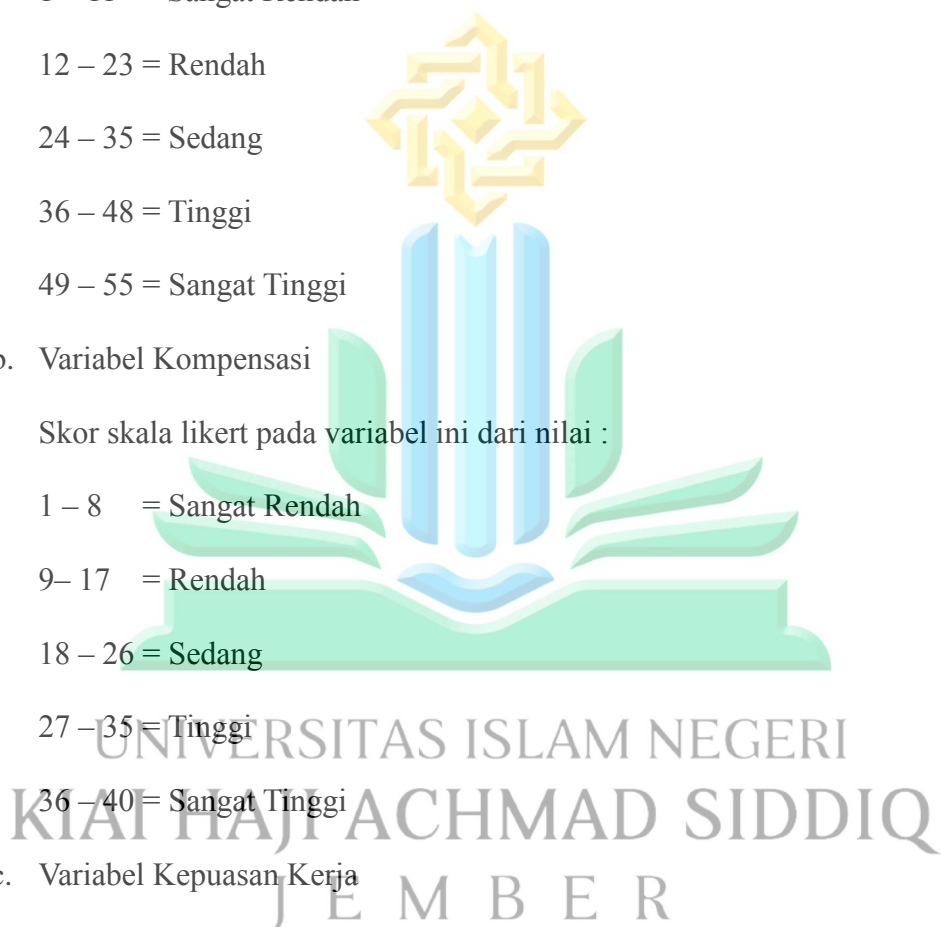 12 – 23 = Rendah
24 – 35 = Sedang
36 – 48 = Tinggi
49 – 55 = Sangat Tinggi
b. Variabel Kompensasi
Skor skala likert pada variabel ini dari nilai :
1 – 8 = Sangat Rendah
9– 17 = Rendah
18 – 26 = Sedang
27 – 35 = Tinggi
UNIVERSITAS ISLAM NEGERI
36 – 40 = Sangat Tinggi
KIAI HAJI ACHMAD SIDDIQ
c. Variabel Kepuasan Kerja
JEMBER